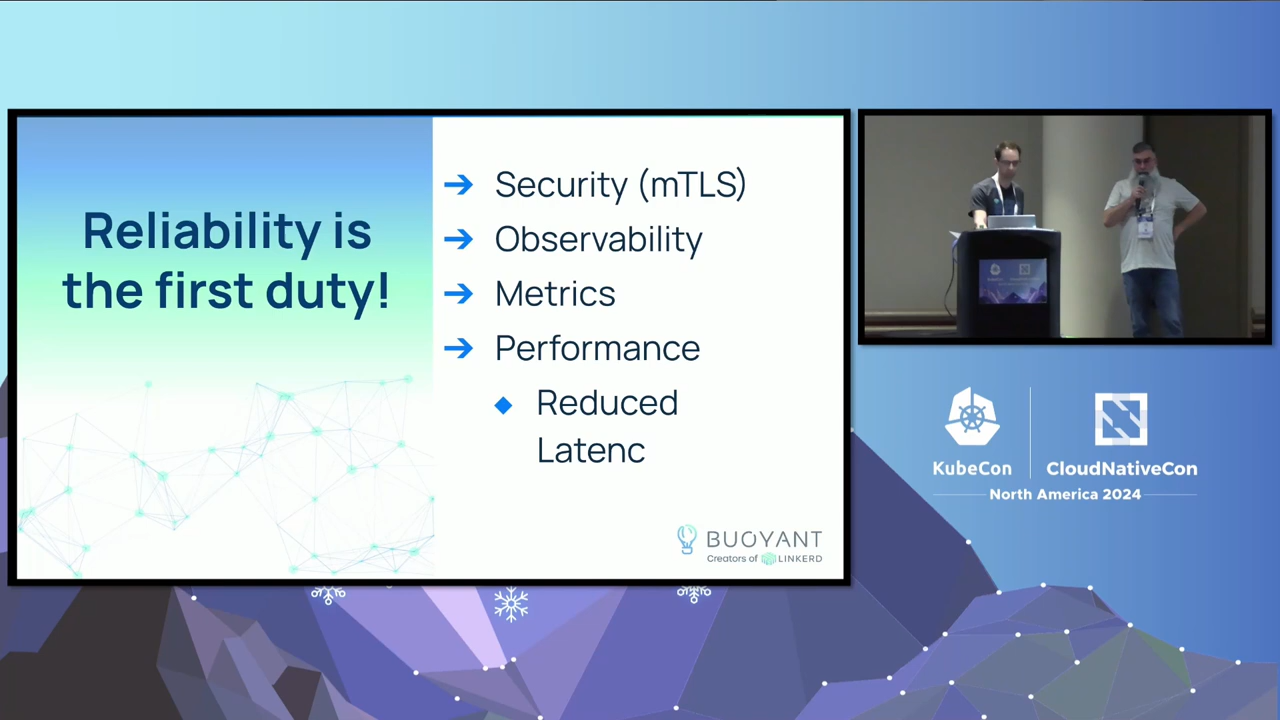 Reliability is
the first duty!
Security (mTLS)
Observability
Metrics
Performance
Reduced
Latenc
BUOYANT
Creators of LINKERD
KubeCon
CloudNativeCon
North America 2024